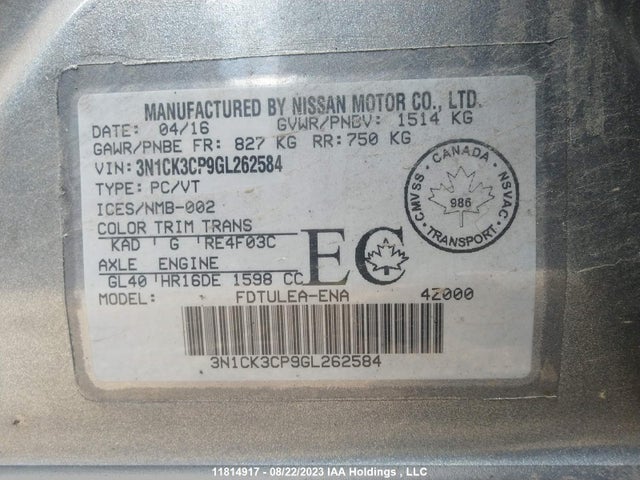 MANUFACTURED BY NISSAN MOTOR CO., LTD.
DATE: 04/16 GVWR/PNBV: 1514 KG
GAWR/PNBE FR: 827 KG RR: 750 KG
VIN: 3N1CK3CP9GL262584
TYPE: PC/VT
ICES/NMB-002
COLOR TRIM TRANS
KAD G RE4F03C
AXLE ENGINE
GL40 HR16DE 1598 CC
EC
MODEL: FDTULEA-ENA 4Z000
3N1CK3CP9GL262584
CANADA
CMVSS NSVAC
986
TRANSPORT
11814917 - 08/22/2023 IAA Holdings , LLC